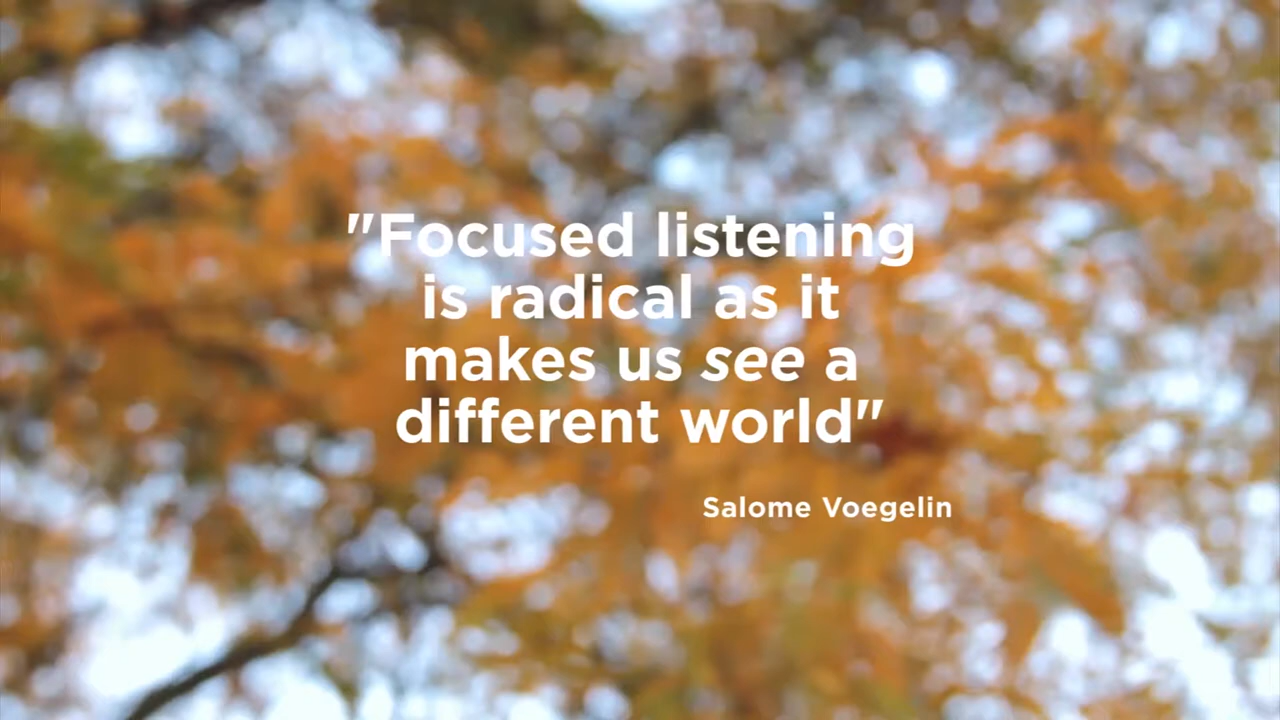 "Focused listening
is radical as it
makes us see a
different world"
Salome Voegelin